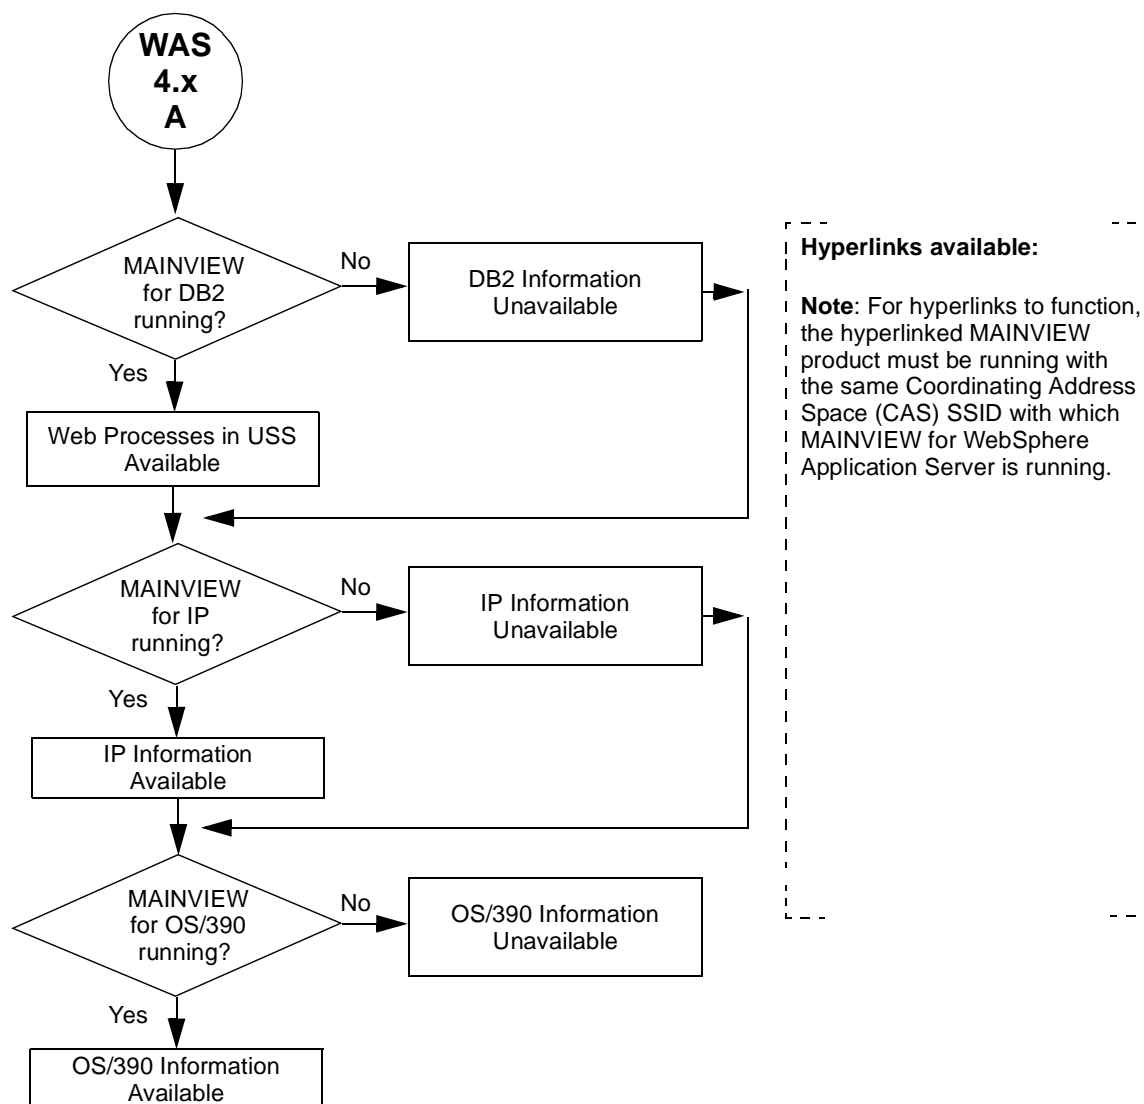 WAS
4.x
A
MAINVIEW
for DB2
running?
No
DB2 Information
Unavailable
Yes
Web Processes in USS
Available
MAINVIEW
for IP
running?
No
IP Information
Unavailable
Yes
IP Information
Available
MAINVIEW
for OS/390
running?
No
OS/390 Information
Unavailable
Yes
OS/390 Information
Available
Hyperlinks available:
Note: For hyperlinks to function,
the hyperlinked MAINVIEW
product must be running with
the same Coordinating Address
Space (CAS) SSID with which
MAINVIEW for WebSphere
Application Server is running.